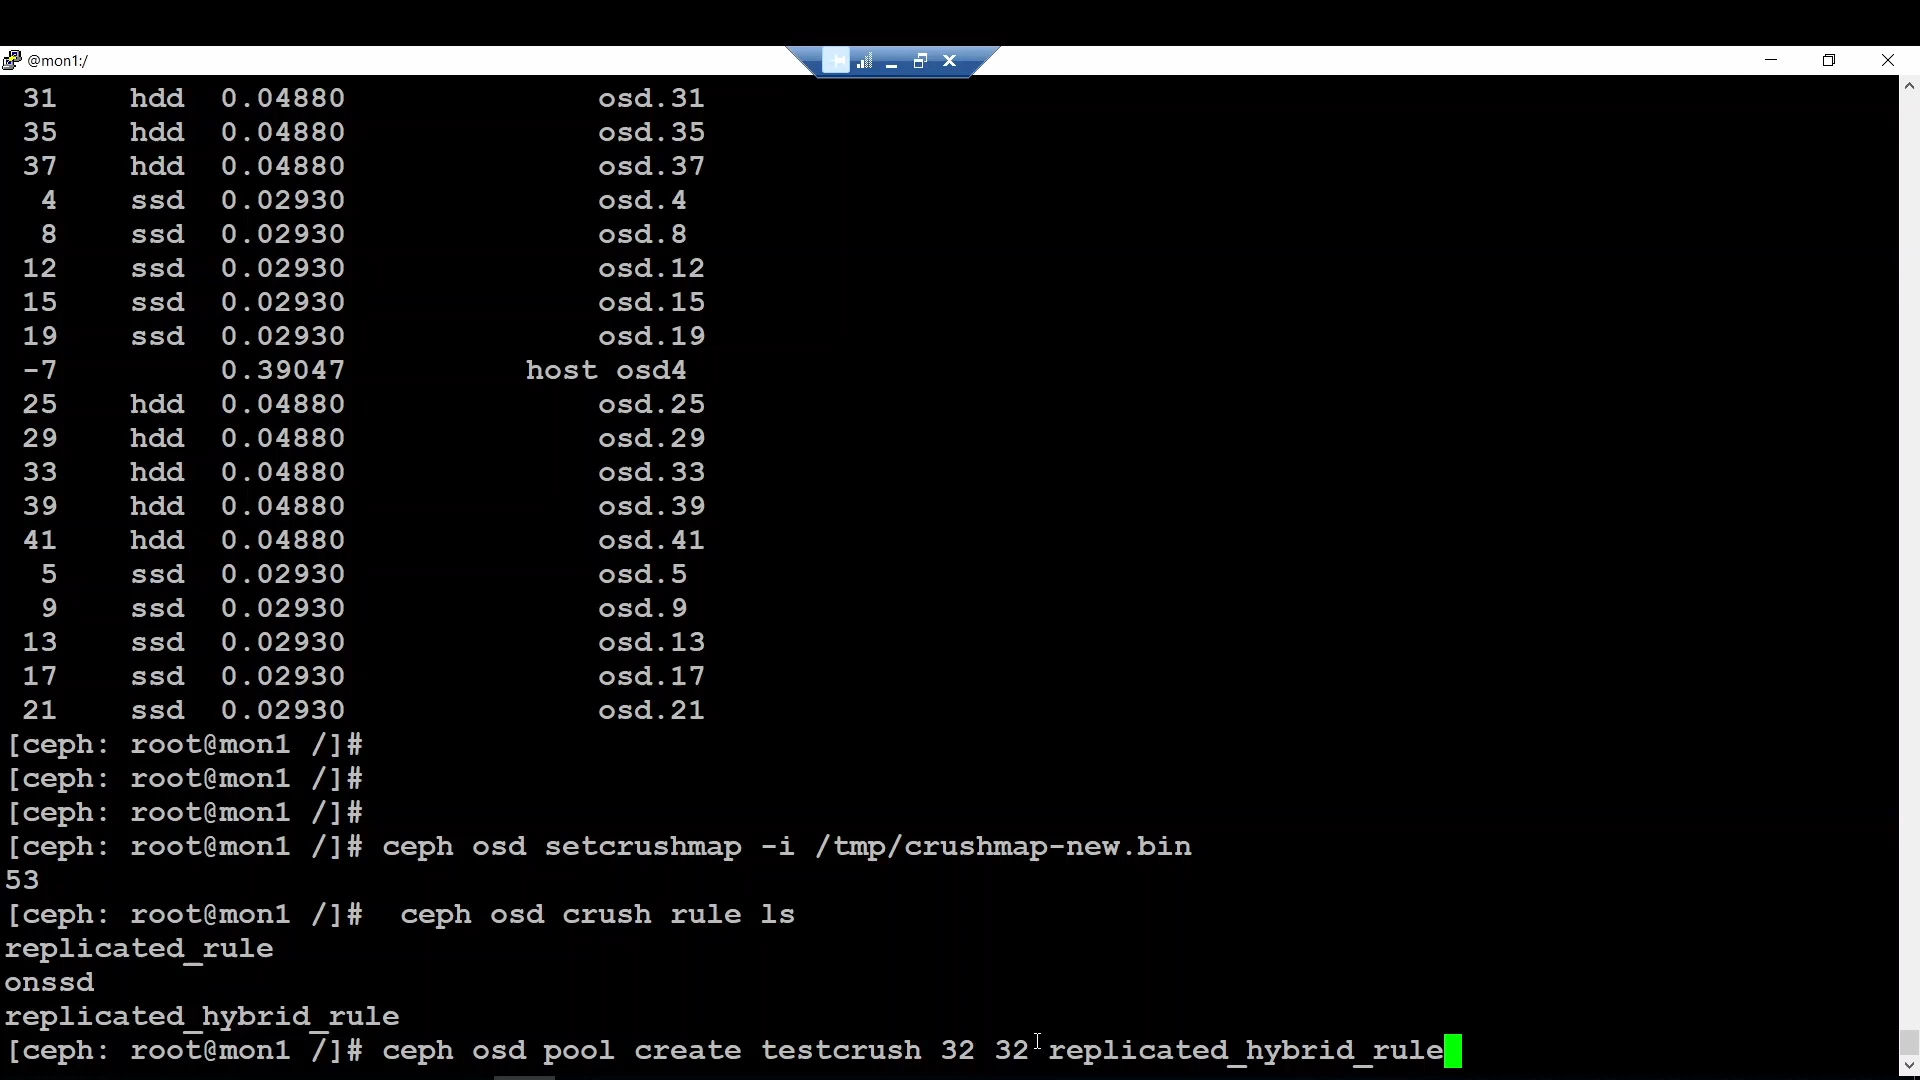 @mon1:/
31 hdd 0.04880 osd.31
35 hdd 0.04880 osd.35
37 hdd 0.04880 osd.37
4 ssd 0.02930 osd.4
8 ssd 0.02930 osd.8
12 ssd 0.02930 osd.12
15 ssd 0.02930 osd.15
19 ssd 0.02930 osd.19
-7 0.39047 host osd4
25 hdd 0.04880 osd.25
29 hdd 0.04880 osd.29
33 hdd 0.04880 osd.33
39 hdd 0.04880 osd.39
41 hdd 0.04880 osd.41
5 ssd 0.02930 osd.5
9 ssd 0.02930 osd.9
13 ssd 0.02930 osd.13
17 ssd 0.02930 osd.17
21 ssd 0.02930 osd.21
[ceph: root@mon1 /]#
[ceph: root@mon1 /]#
[ceph: root@mon1 /]#
[ceph: root@mon1 /]# ceph osd setcrushmap -i /tmp/crushmap-new.bin
53
[ceph: root@mon1 /]#  ceph osd crush rule ls
replicated_rule
onssd
replicated_hybrid_rule
[ceph: root@mon1 /]# ceph osd pool create testcrush 32 32 replicated_hybrid_rule